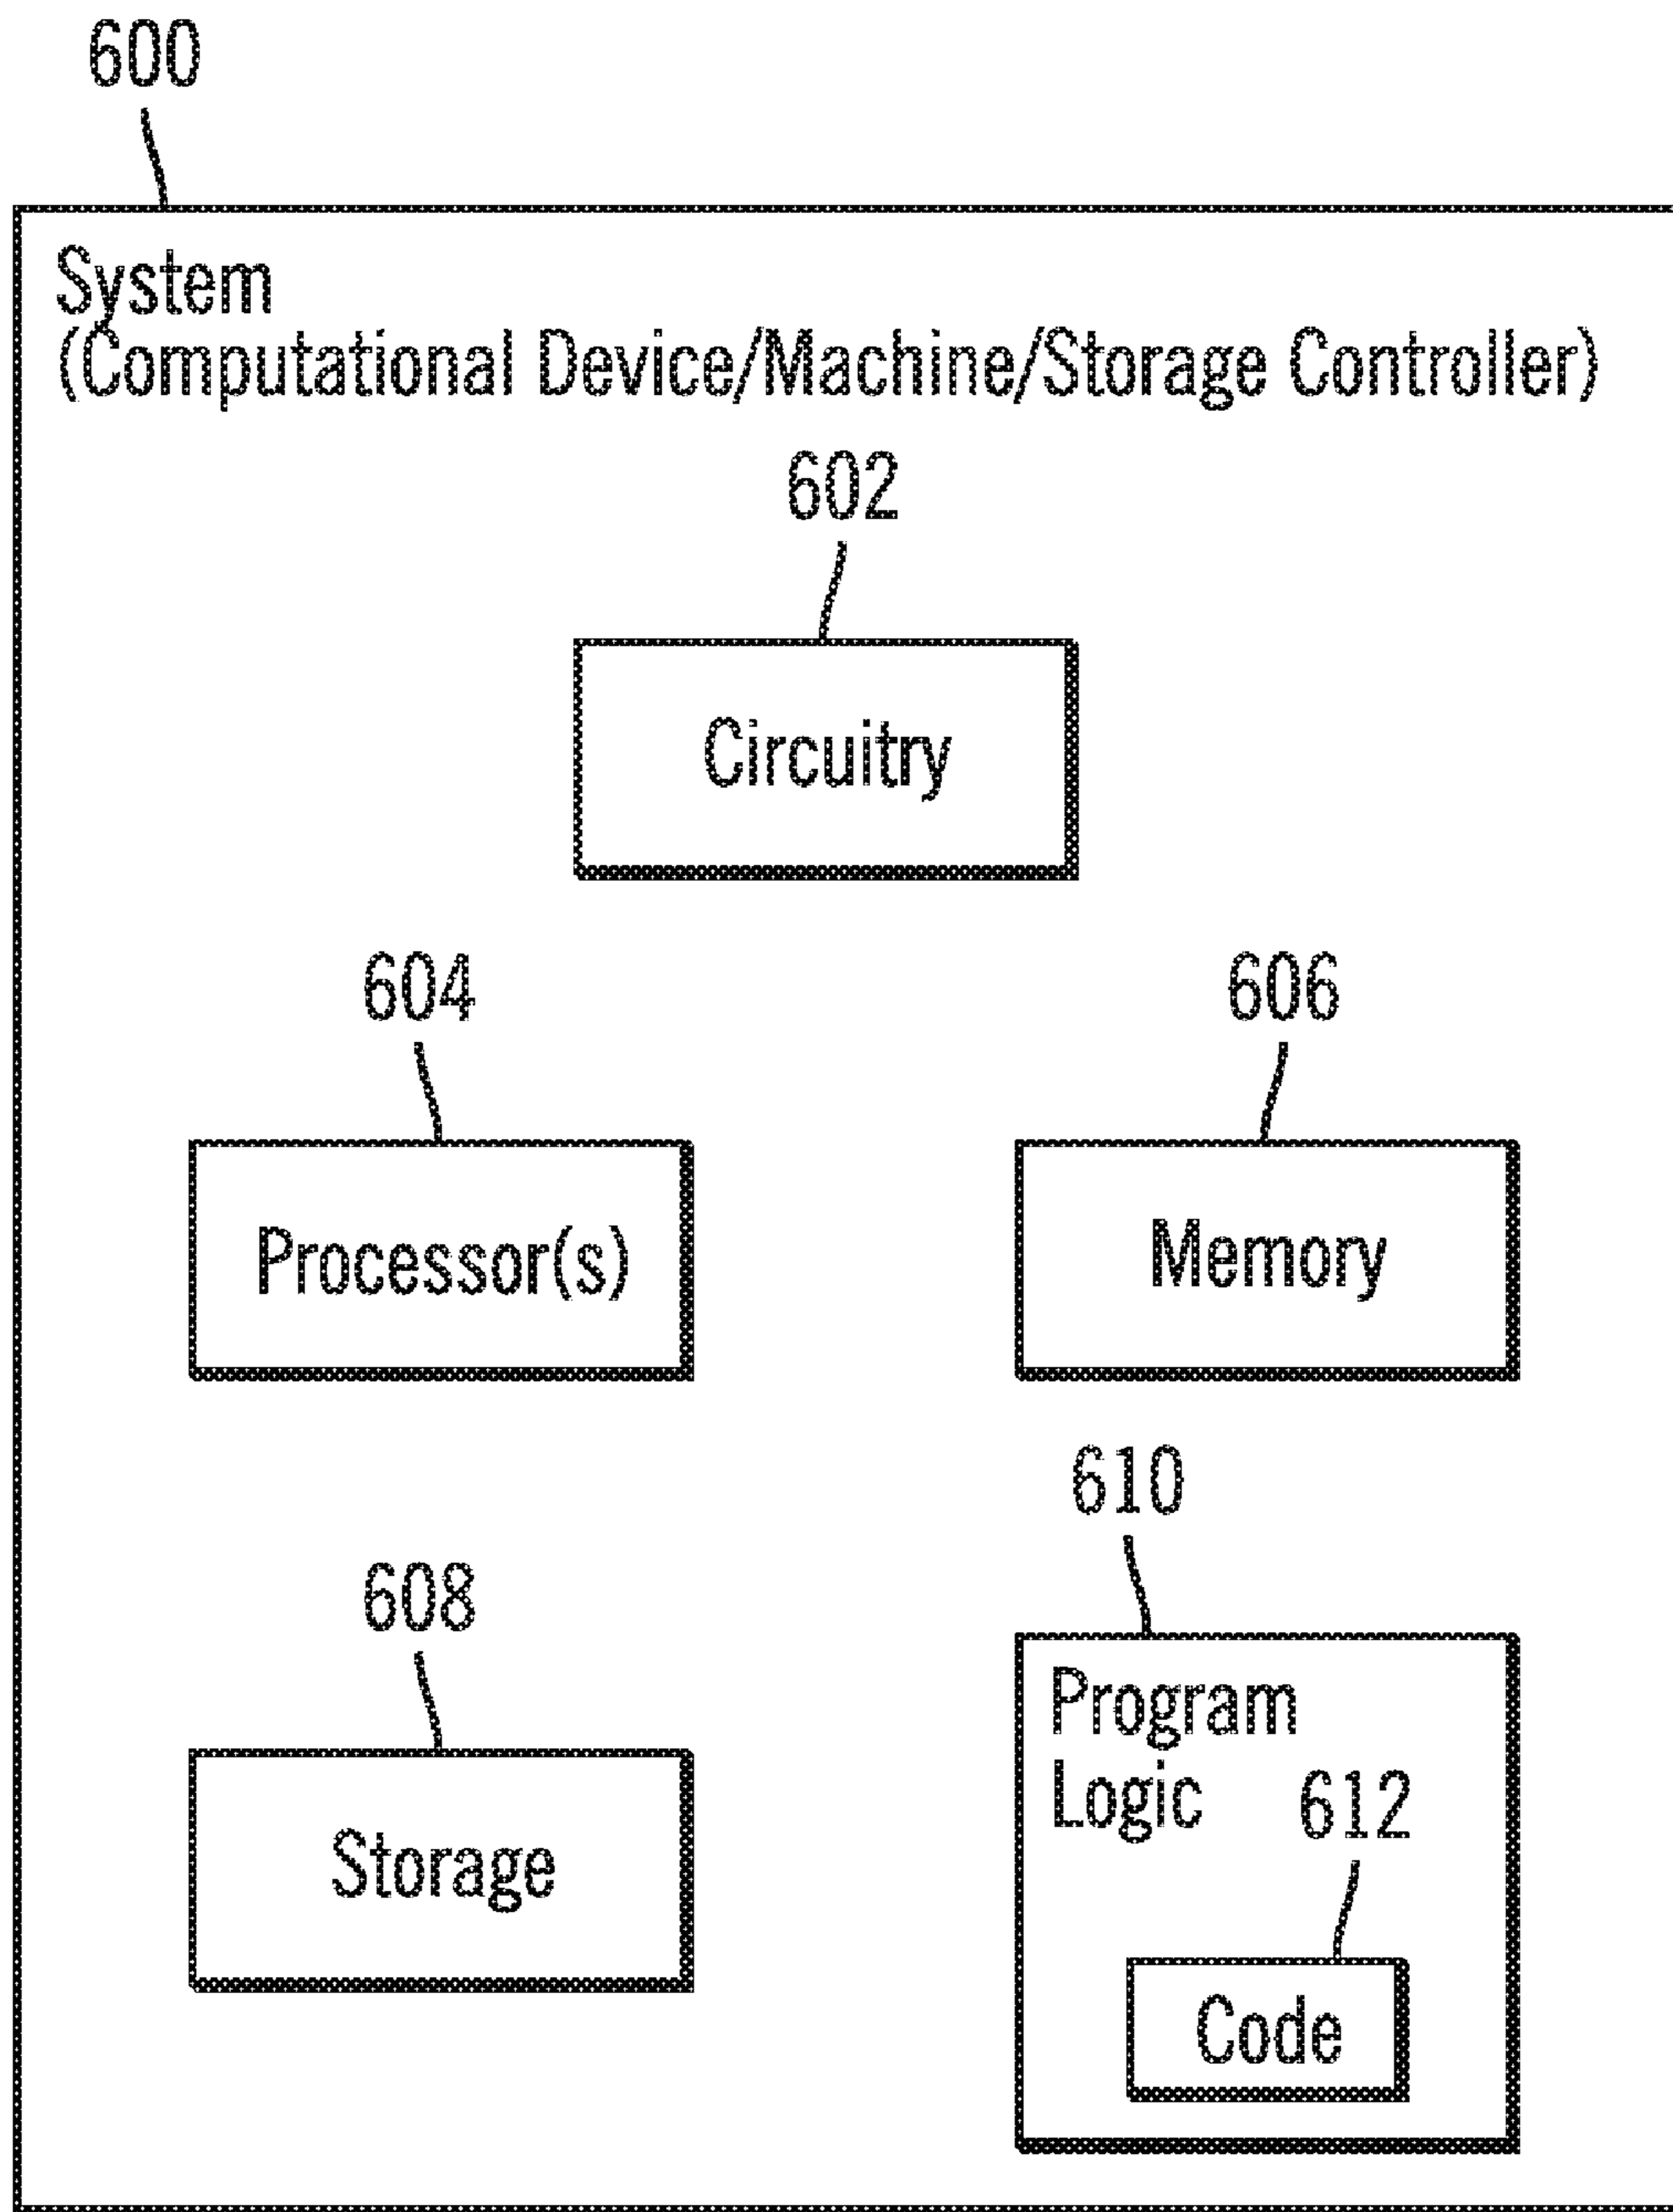 600
System
(Computational Device/Machine/Storage Controller)
602
Circuitry
604
606
Processor(s)
Memory
610
608
Program
Logic
612
Storage
Code